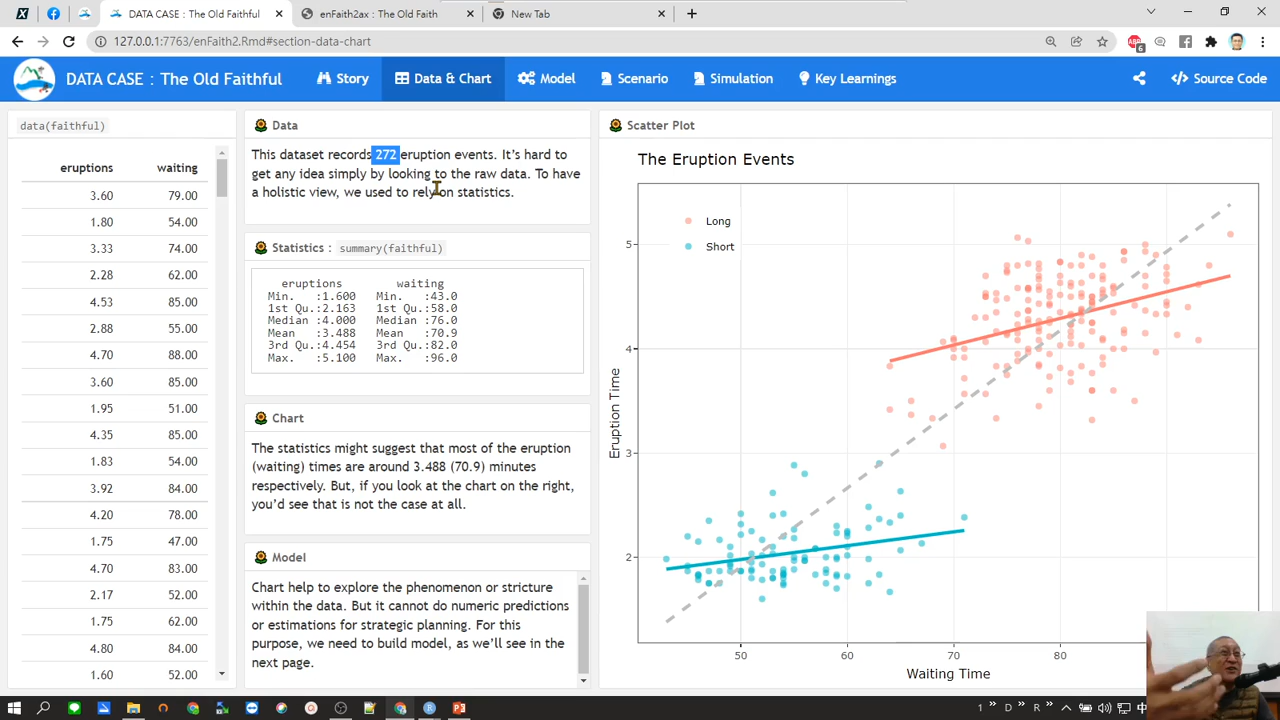 DATA CASE : The Old Faithful
enFaith2ax : The Old Faith
New Tab
127.0.0.1:7763/enFaith2.Rmd#section-data-chart
ABP
6
DATA CASE : The Old Faithful
Story
Data & Chart
Model
Scenario
Simulation
Key Learnings
Source Code
data(faithful)
eruptions waiting
3.60 79.00
1.80 54.00
3.33 74.00
2.28 62.00
4.53 85.00
2.88 55.00
4.70 88.00
3.60 85.00
1.95 51.00
4.35 85.00
1.83 54.00
3.92 84.00
4.20 78.00
1.75 47.00
4.70 83.00
2.17 52.00
1.75 62.00
4.80 84.00
1.60 52.00
Data
This dataset records 272 eruption events. It's hard to
get any idea simply by looking to the raw data. To have
a holistic view, we used to rely on statistics.
Statistics : summary(faithful)
eruptions waiting
Min. :1.600 Min. :43.0
1st Qu.:2.163 1st Qu.:58.0
Median :4.000 Median :76.0
Mean :3.488 Mean :70.9
3rd Qu.:4.454 3rd Qu.:82.0
Max. :5.100 Max. :96.0
Chart
The statistics might suggest that most of the eruption
(waiting) times are around 3.488 (70.9) minutes
respectively. But, if you look at the chart on the right,
you'd see that is not the case at all.
Model
Chart help to explore the phenomenon or stricture
within the data. But it cannot do numeric predictions
or estimations for strategic planning. For this
purpose, we need to build model, as we'll see in the
next page.
Scatter Plot
The Eruption Events
Long
Short
5
4
3
2
Eruption Time
50 60 70 80
Waiting Time
1 » D » R »
中